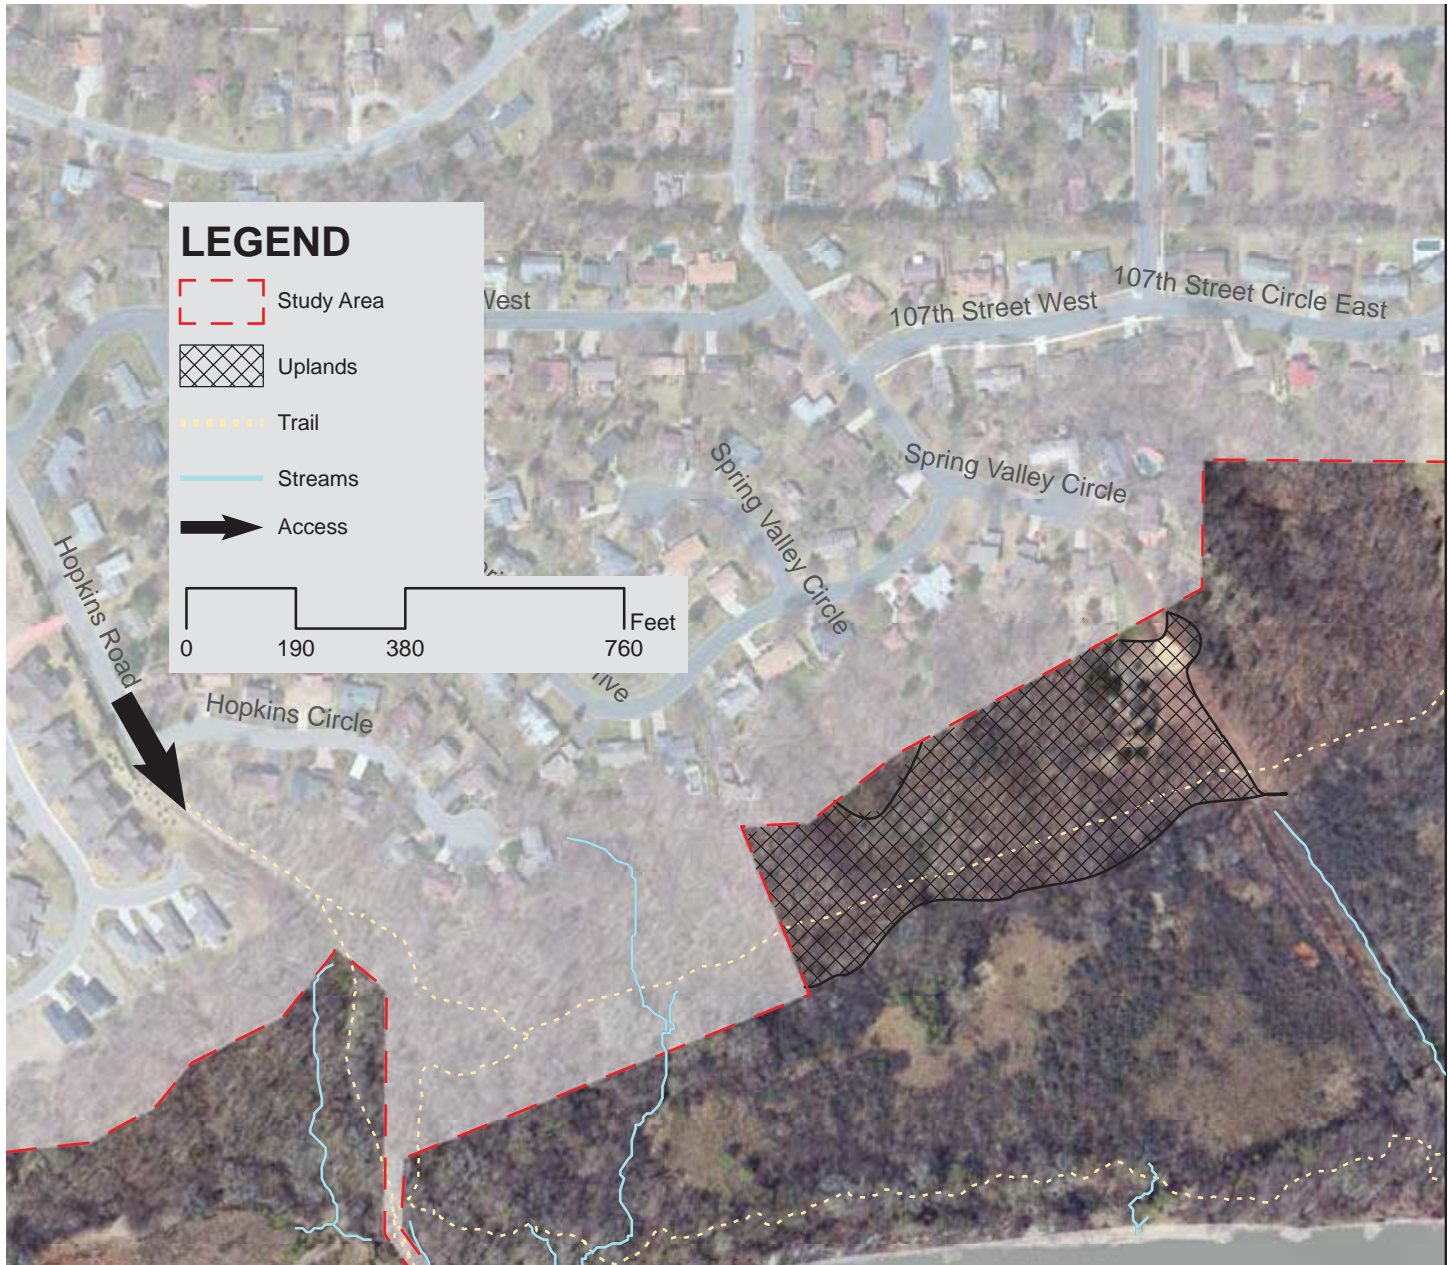 LEGEND
Study Area
Uplands
Trail
Streams
Access
0 190 380 760
Feet
West
107th Street West
107th Street Circle East
Spring Valley Circle
Spring Valley Circle
Hopkins Road
Hopkins Circle